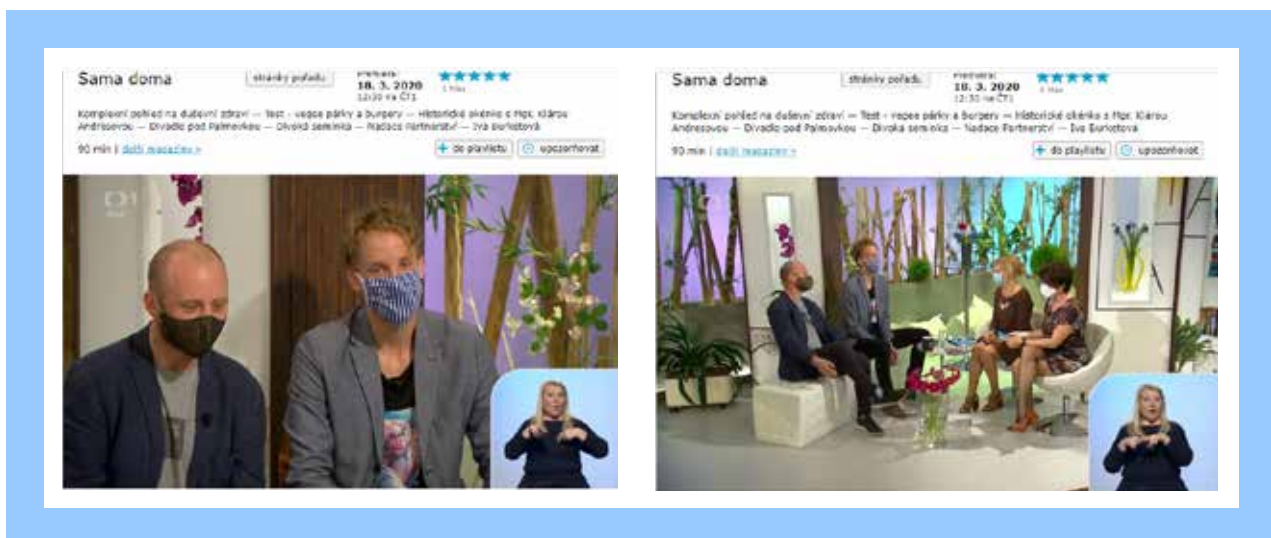 Sama doma
stránky pořadu
Premiéra:
18. 3. 2020
12:30 na ČT1
Komplexní pohled na duševní zdraví — Test - vegee párky a burgery — Historické okénko s Mgr. Klárou
Andresovou — Divadlo pod Palmovkou — Divoká semínka — Nadace Partnerství — Iva Burketová
90 min | další magazíny »
do playlistu
upozorňovat
Sama doma
stránky pořadu
Premiéra:
18. 3. 2020
12:30 na ČT1
Komplexní pohled na duševní zdraví — Test - vegee párky a burgery — Historické okénko s Mgr. Klárou
Andresovou — Divadlo pod Palmovkou — Divoká semínka — Nadace Partnerství — Iva Burketová
90 min | další magazíny »
do playlistu
upozorňovat